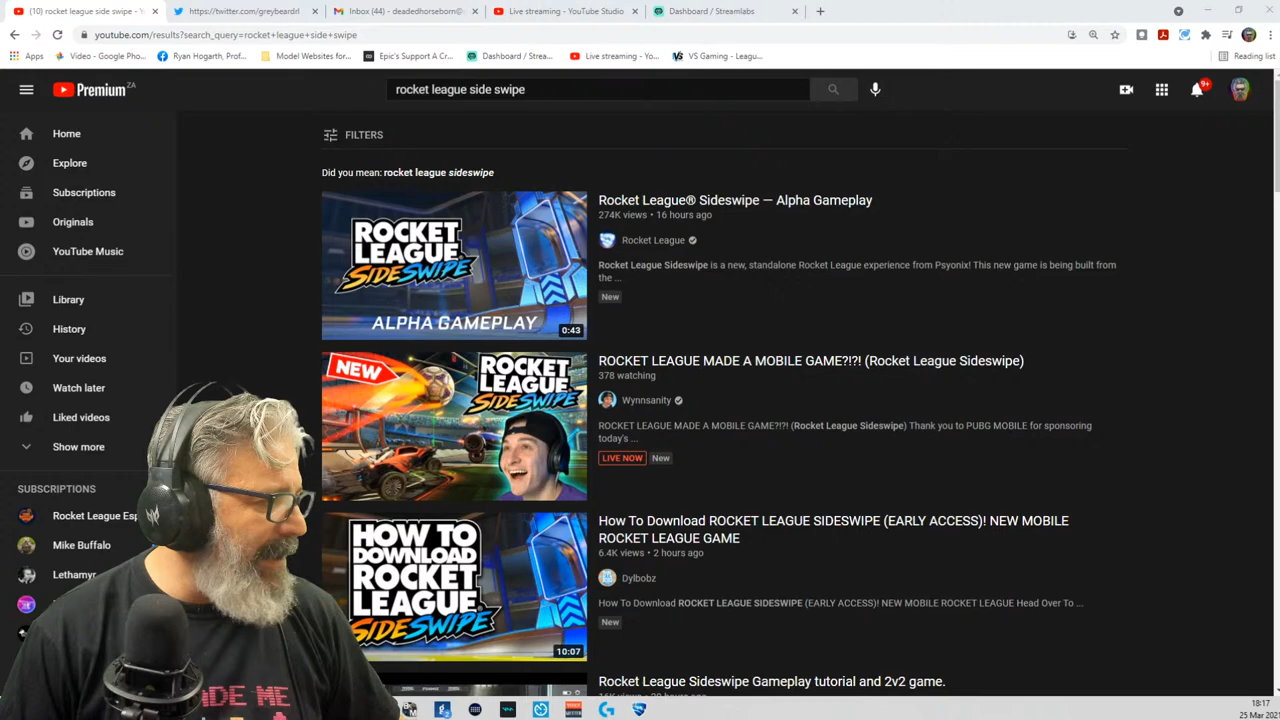 (10) rocket league side swipe - Y
https://twitter.com/greybeardrl
Inbox (44) - deadedhorseborn@
Live streaming - YouTube Studio
Dashboard / Streamlabs
youtube.com/results?search_query=rocket+league+side+swipe
Apps
Video - Google Pho...
Ryan Hogarth, Prof...
Model Websites for...
Epic's Support A Cr...
Dashboard / Strea...
Live streaming - Yo...
VS Gaming - Leagu...
Reading list
Premium ZA
rocket league side swipe
9+
Home
Explore
Subscriptions
Originals
YouTube Music
Library
History
Your videos
Watch later
Liked videos
Show more
SUBSCRIPTIONS
Rocket League Esp
Mike Buffalo
Lethamyr
FILTERS
Did you mean: rocket league sideswipe
ROCKET
LEAGUE
SIDESWIPE
ALPHA GAMEPLAY
0:43
Rocket League® Sideswipe — Alpha Gameplay
274K views • 16 hours ago
Rocket League
Rocket League Sideswipe is a new, standalone Rocket League experience from Psyonix! This new game is being built from
the ...
New
NEW
ROCKET
LEAGUE
SIDESWIPE
ROCKET LEAGUE MADE A MOBILE GAME?!?! (Rocket League Sideswipe)
378 watching
Wynnsanity
ROCKET LEAGUE MADE A MOBILE GAME?!?! (Rocket League Sideswipe) Thank you to PUBG MOBILE for sponsoring
today's ...
LIVE NOW
New
HOW TO
DOWNLOAD
ROCKET
LEAGUE
SIDESWIPE
10:07
How To Download ROCKET LEAGUE SIDESWIPE (EARLY ACCESS)! NEW MOBILE
ROCKET LEAGUE GAME
6.4K views • 2 hours ago
Dylbobz
How To Download ROCKET LEAGUE SIDESWIPE (EARLY ACCESS)! NEW MOBILE ROCKET LEAGUE Head Over To ...
New
Rocket League Sideswipe Gameplay tutorial and 2v2 game.
18:17
25 Mar 2021